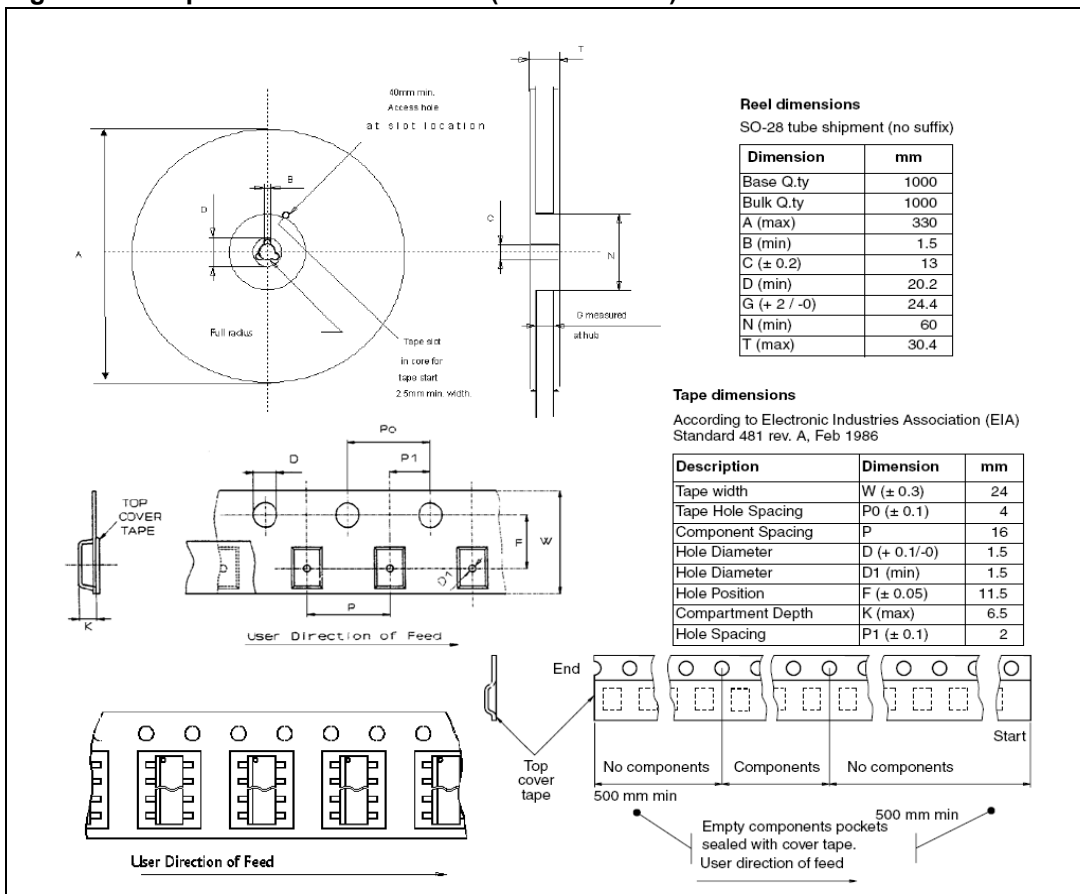 T
40mm min.
Access hole
at slot location
B
D
C
A
N
Full radius
Tape slot
in core for
tape start
2.5mm min. width.
G measured
at hub
Reel dimensions
SO-28 tube shipment (no suffix)
Dimension mm
Base Q.ty 1000
Bulk Q.ty 1000
A (max) 330
B (min) 1.5
C (± 0.2) 13
D (min) 20.2
G (+ 2 / -0) 24.4
N (min) 60
T (max) 30.4
Tape dimensions
According to Electronic Industries Association (EIA)
Standard 481 rev. A, Feb 1986
Description Dimension mm
Tape width W (± 0.3) 24
Tape Hole Spacing P0 (± 0.1) 4
Component Spacing P 16
Hole Diameter D (+ 0.1/-0) 1.5
Hole Diameter D1 (min) 1.5
Hole Position F (± 0.05) 11.5
Compartment Depth K (max) 6.5
Hole Spacing P1 (± 0.1) 2
Po
D
P1
TOP
COVER
TAPE
F
W
D1
P
K
User Direction of Feed
End
Start
Top
cover
tape
No components
Components
No components
500 mm min
500 mm min
Empty components pockets
sealed with cover tape.
User direction of feed
User Direction of Feed